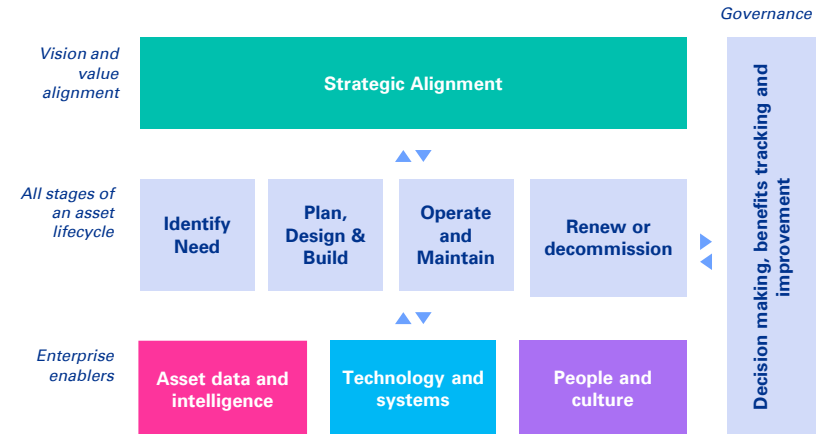 Governance
Vision and
value
alignment
Strategic Alignment
All stages of
an asset
lifecycle
Identify
Need
Plan,
Design &
Build
Operate
and
Maintain
Renew or
decommission
Enterprise
enablers
Asset data and
intelligence
Technology and
systems
People and
culture
Decision making, benefits tracking and
improvement